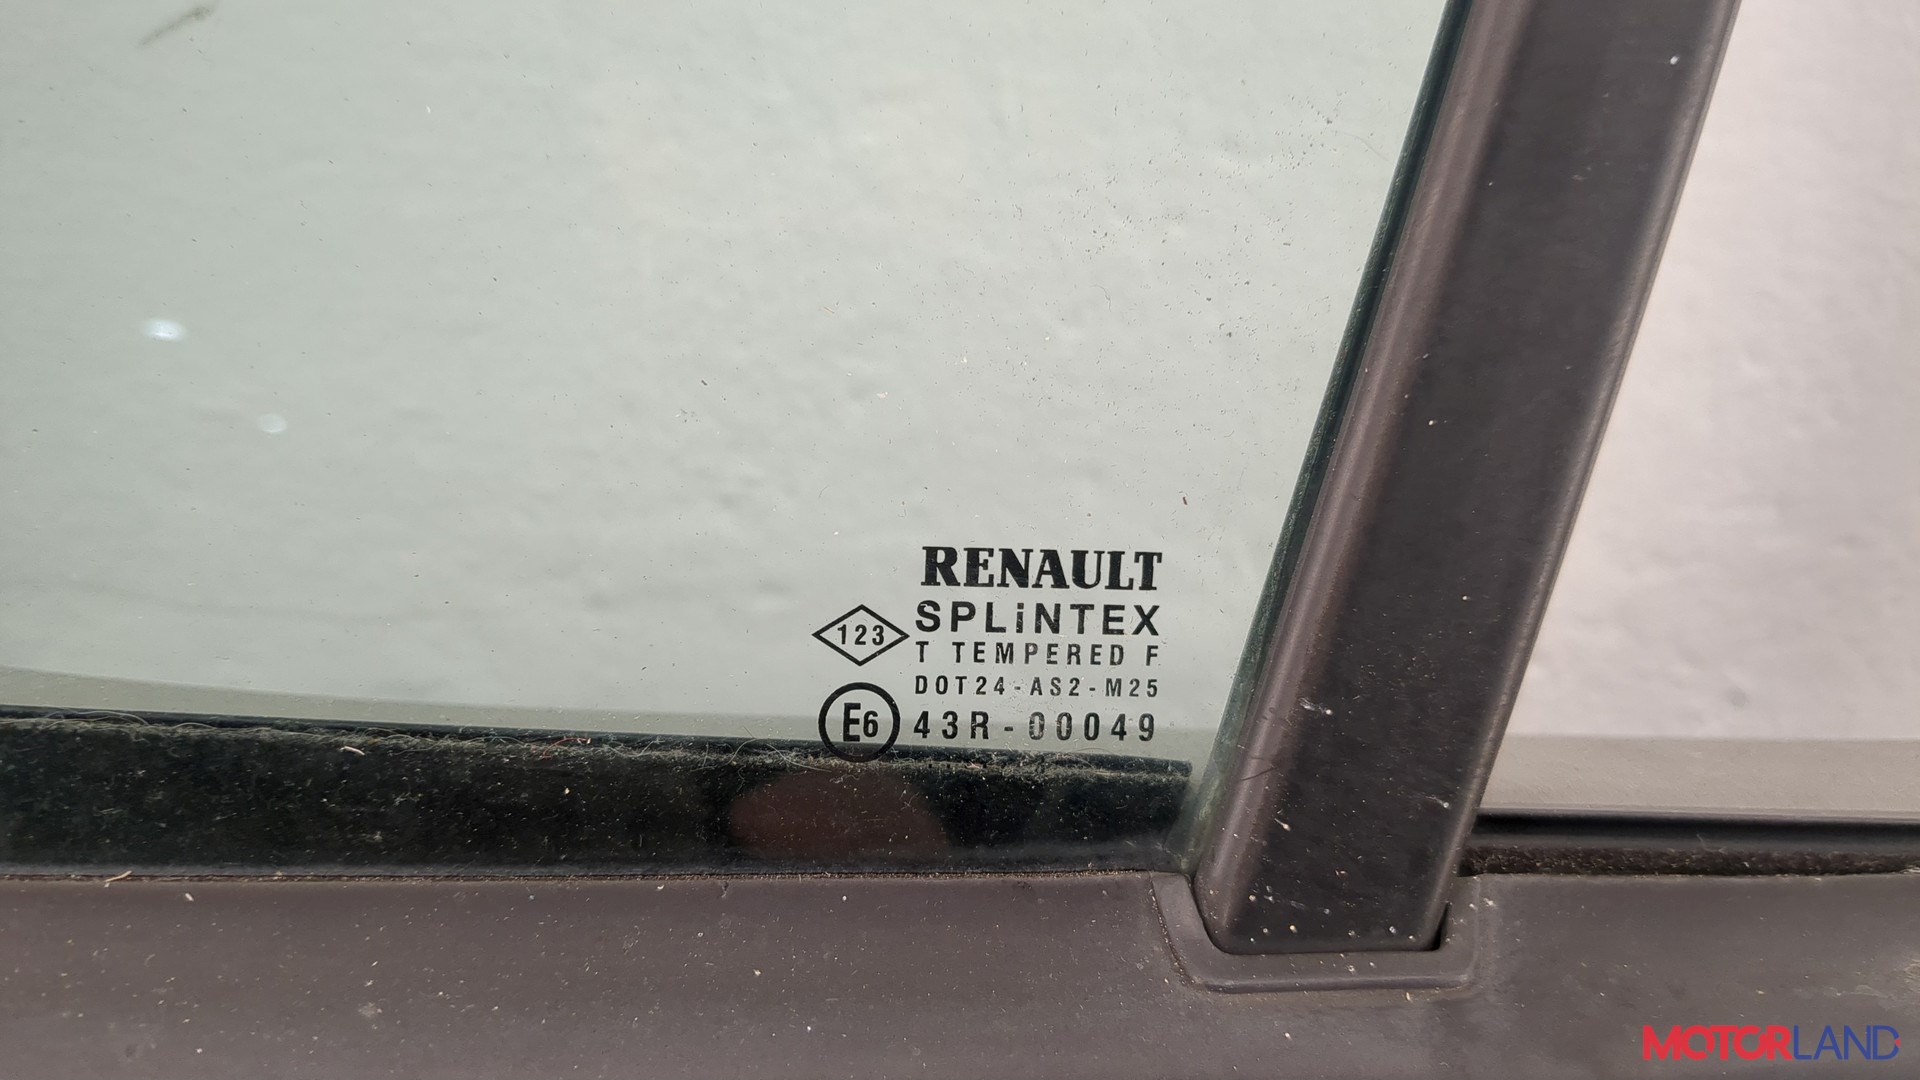 RENAULT
SPLiNTEX
123
T TEMPERED F
DOT24-AS2-M25
E6 43R-00049
MOTORLAND